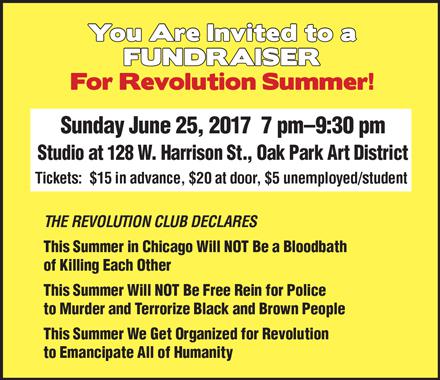 You Are Invited to a
FUNDRAISER
For Revolution Summer!
Sunday June 25, 2017 7 pm–9:30 pm
Studio at 128 W. Harrison St., Oak Park Art District
Tickets: $15 in advance, $20 at door, $5 unemployed/student
THE REVOLUTION CLUB DECLARES
This Summer in Chicago Will NOT Be a Bloodbath
of Killing Each Other
This Summer Will NOT Be Free Rein for Police
to Murder and Terrorize Black and Brown People
This Summer We Get Organized for Revolution
to Emancipate All of Humanity